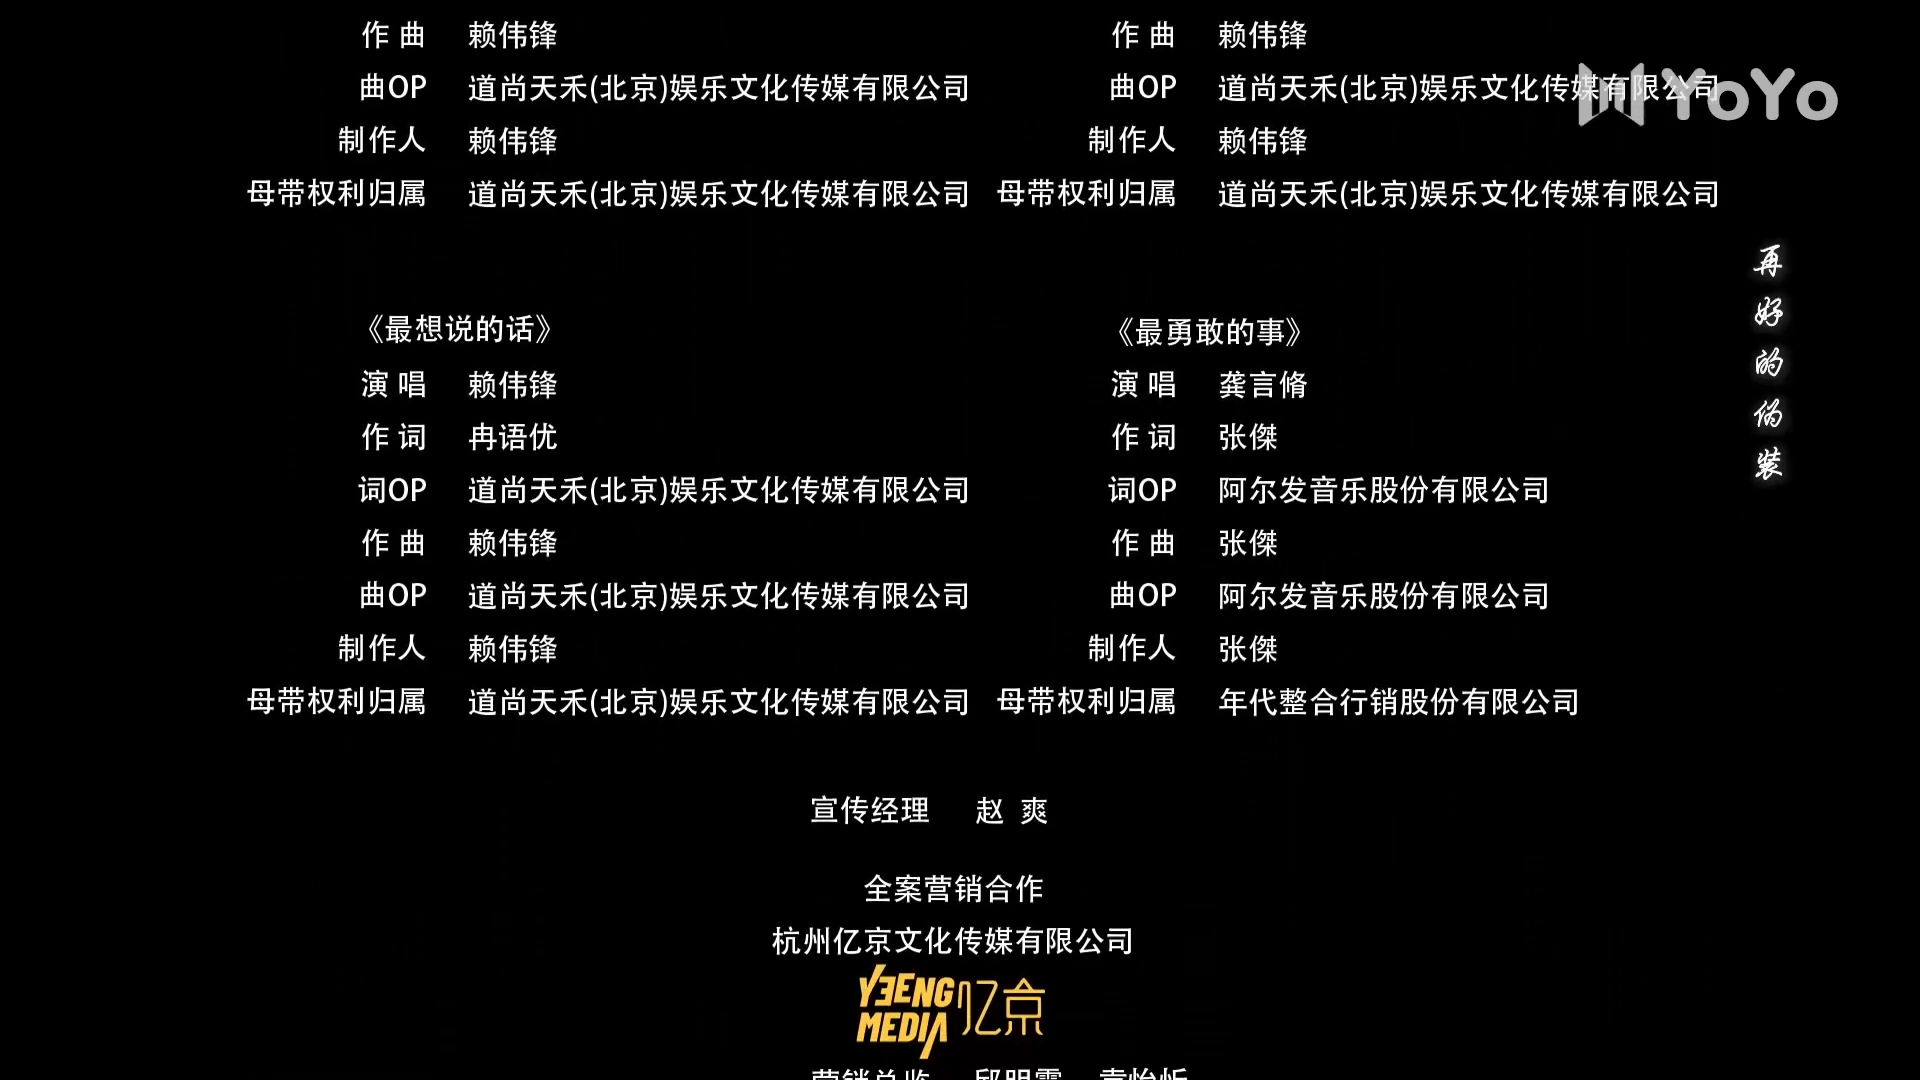 作 曲 赖伟锋
曲OP 道尚天禾(北京)娱乐文化传媒有限公司
制作人 赖伟锋
母带权利归属 道尚天禾(北京)娱乐文化传媒有限公司
作 曲 赖伟锋
曲OP 道尚天禾(北京)娱乐文化传媒有限公司
制作人 赖伟锋
母带权利归属 道尚天禾(北京)娱乐文化传媒有限公司
YoYo
再好的伪装
《最想说的话》
演 唱 赖伟锋
作 词 冉语优
词OP 道尚天禾(北京)娱乐文化传媒有限公司
作 曲 赖伟锋
曲OP 道尚天禾(北京)娱乐文化传媒有限公司
制作人 赖伟锋
母带权利归属 道尚天禾(北京)娱乐文化传媒有限公司
《最勇敢的事》
演 唱 龚言脩
作 词 张傑
词OP 阿尔发音乐股份有限公司
作 曲 张傑
曲OP 阿尔发音乐股份有限公司
制作人 张傑
母带权利归属 年代整合行销股份有限公司
宣传经理 赵 爽
全案营销合作
杭州亿京文化传媒有限公司
YEENG MEDIA 亿京
营销总监